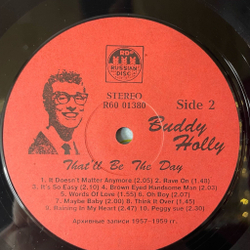 RDR
RUSSIAN
DISC
STEREO
R60 01380
Side 2
Buddy
Holly
That'll Be The Day
1. It Doesn't Matter Anymore (2.05) 2. Rave On (1.48)
3. It's So Easy (2.10) 4. Brown Eyed Handsome Man (2.03)
5. Words Of Love (1.55) 6. Oh Boy (2.07)
7. Maybe Baby (2.00) 8. Think It Over (1.45)
9. Raining In My Heart (2.47) 10. Peggy sue (2.30)
архивные записи 1957-1959 гг.